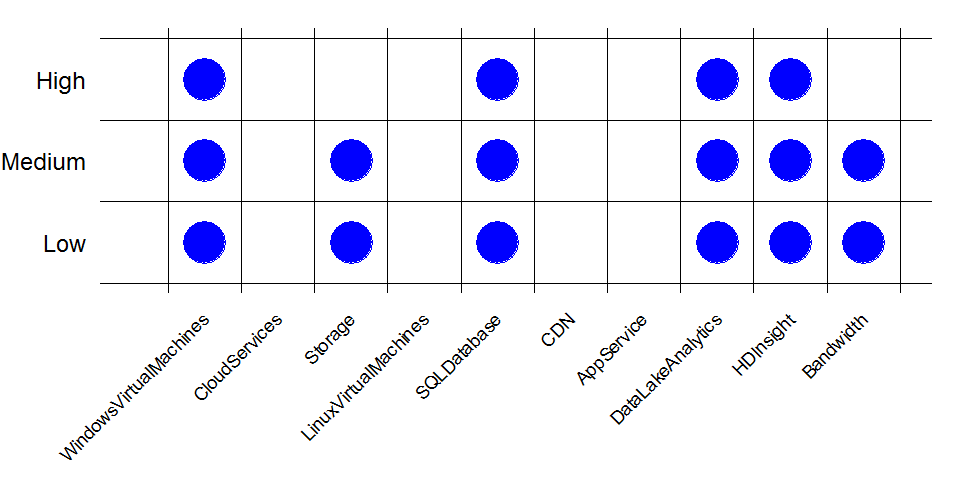 High
Medium
Low
WindowsVirtualMachines
CloudServices
Storage
LinuxVirtualMachines
SQLDatabase
CDN
AppService
DataLakeAnalytics
HDInsight
Bandwidth